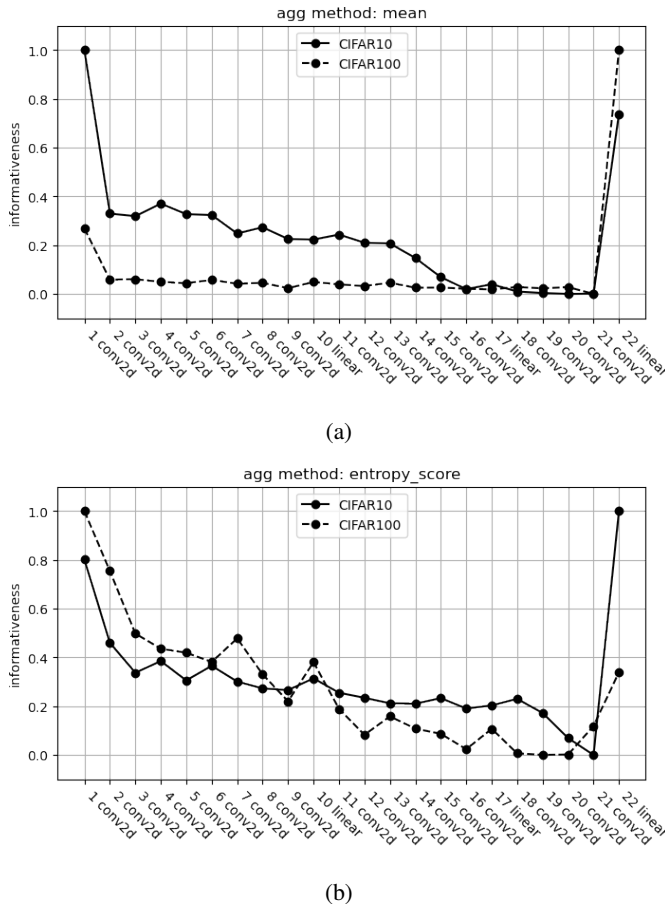 agg method: mean
CIFAR10
CIFAR100
informativeness
1.0
0.8
0.6
0.4
0.2
0.0
1 conv2d
2 conv2d
3 conv2d
4 conv2d
5 conv2d
6 conv2d
7 conv2d
8 conv2d
9 conv2d
10 linear
11 conv2d
12 conv2d
13 conv2d
14 conv2d
15 conv2d
16 conv2d
17 linear
18 conv2d
19 conv2d
20 conv2d
21 conv2d
22 linear
(a)
agg method: entropy_score
CIFAR10
CIFAR100
informativeness
1.0
0.8
0.6
0.4
0.2
0.0
1 conv2d
2 conv2d
3 conv2d
4 conv2d
5 conv2d
6 conv2d
7 conv2d
8 conv2d
9 conv2d
10 linear
11 conv2d
12 conv2d
13 conv2d
14 conv2d
15 conv2d
16 conv2d
17 linear
18 conv2d
19 conv2d
20 conv2d
21 conv2d
22 linear
(b)